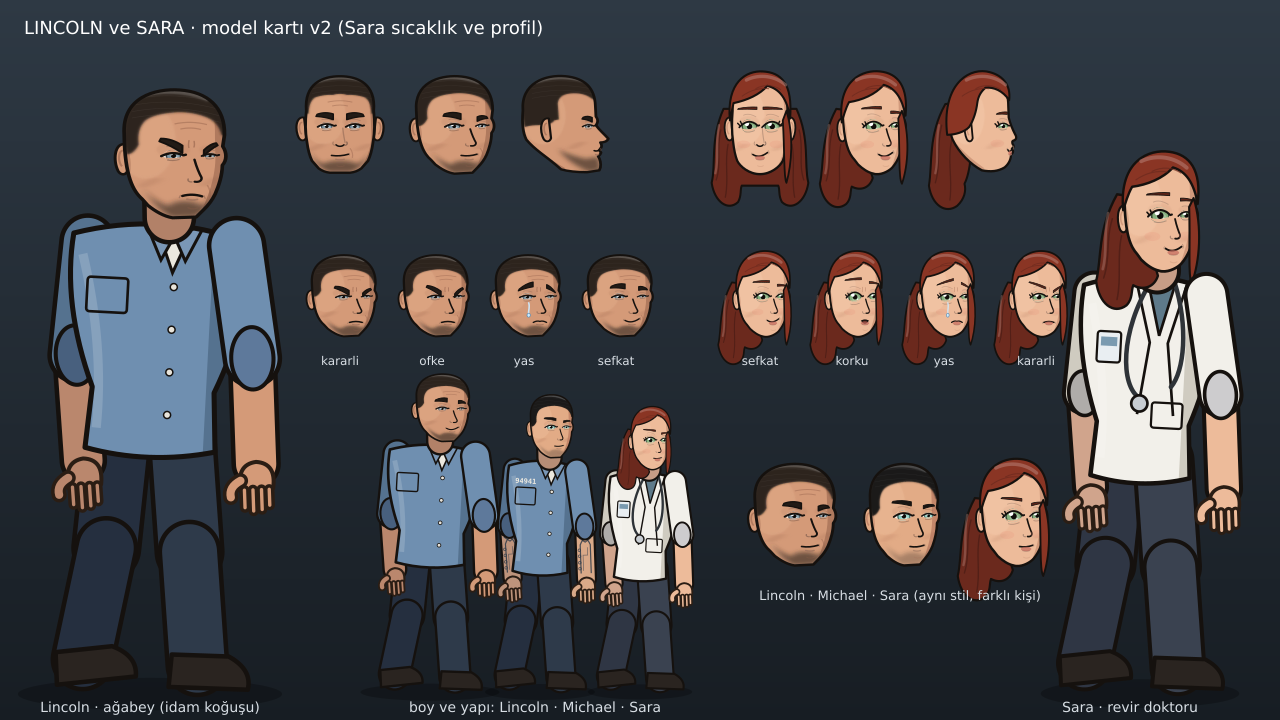 LINCOLN ve SARA · model kartı v2 (Sara sıcaklık ve profil)
kararli
ofke
yas
sefkat
sefkat
korku
yas
kararli
94941
Lincoln · Michael · Sara (aynı stil, farklı kişi)
Lincoln · ağabey (idam koğuşu)
boy ve yapı: Lincoln · Michael · Sara
Sara · revir doktoru